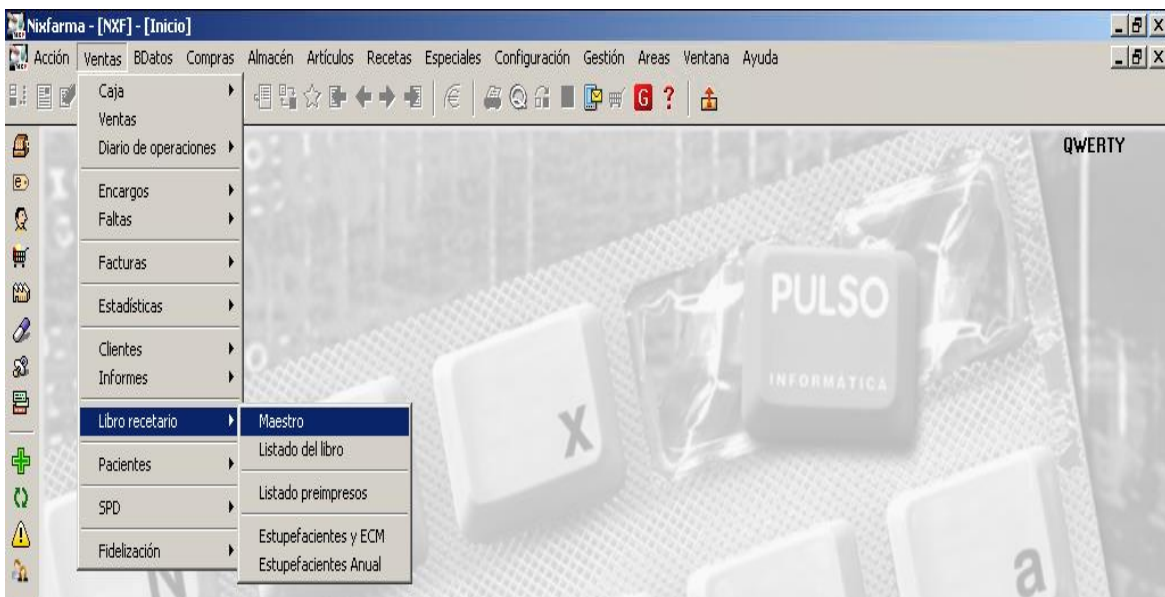 Nixfarma - [NXF] - [Inicio]
Acción Ventas BDatos Compras Almacén Artículos Recetas Especiales Configuración Gestión Areas Ventana Ayuda
G ?
QWERTY
Caja
Ventas
Diario de operaciones
Encargos
Faltas
Facturas
Estadísticas
Clientes
Informes
Libro recetario
Pacientes
SPD
Fidelización
Maestro
Listado del libro
Listado preimpresos
Estupefacientes y ECM
Estupefacientes Anual
PULSO
INFORMATICA
X
N
a